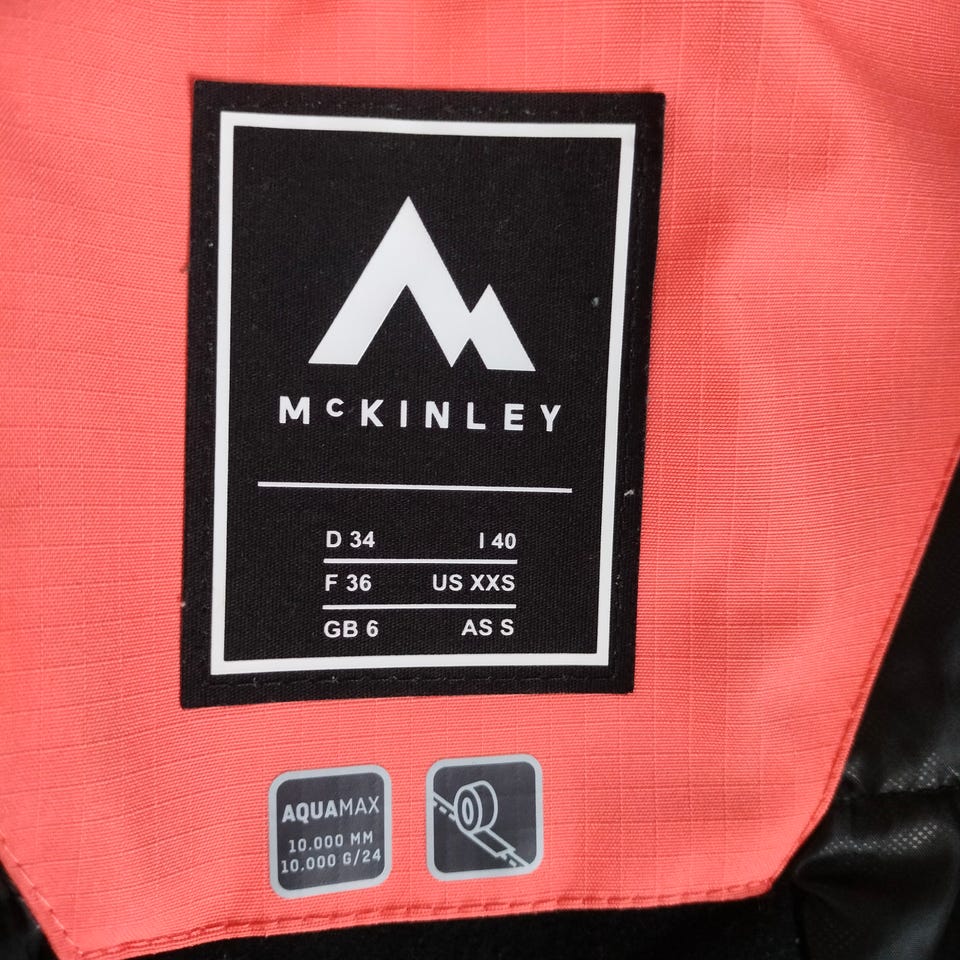 McKINLEY
D 34 I 40
F 36 US XXS
GB 6 AS S
AQUAMAX
10.000 MM
10.000 G/24